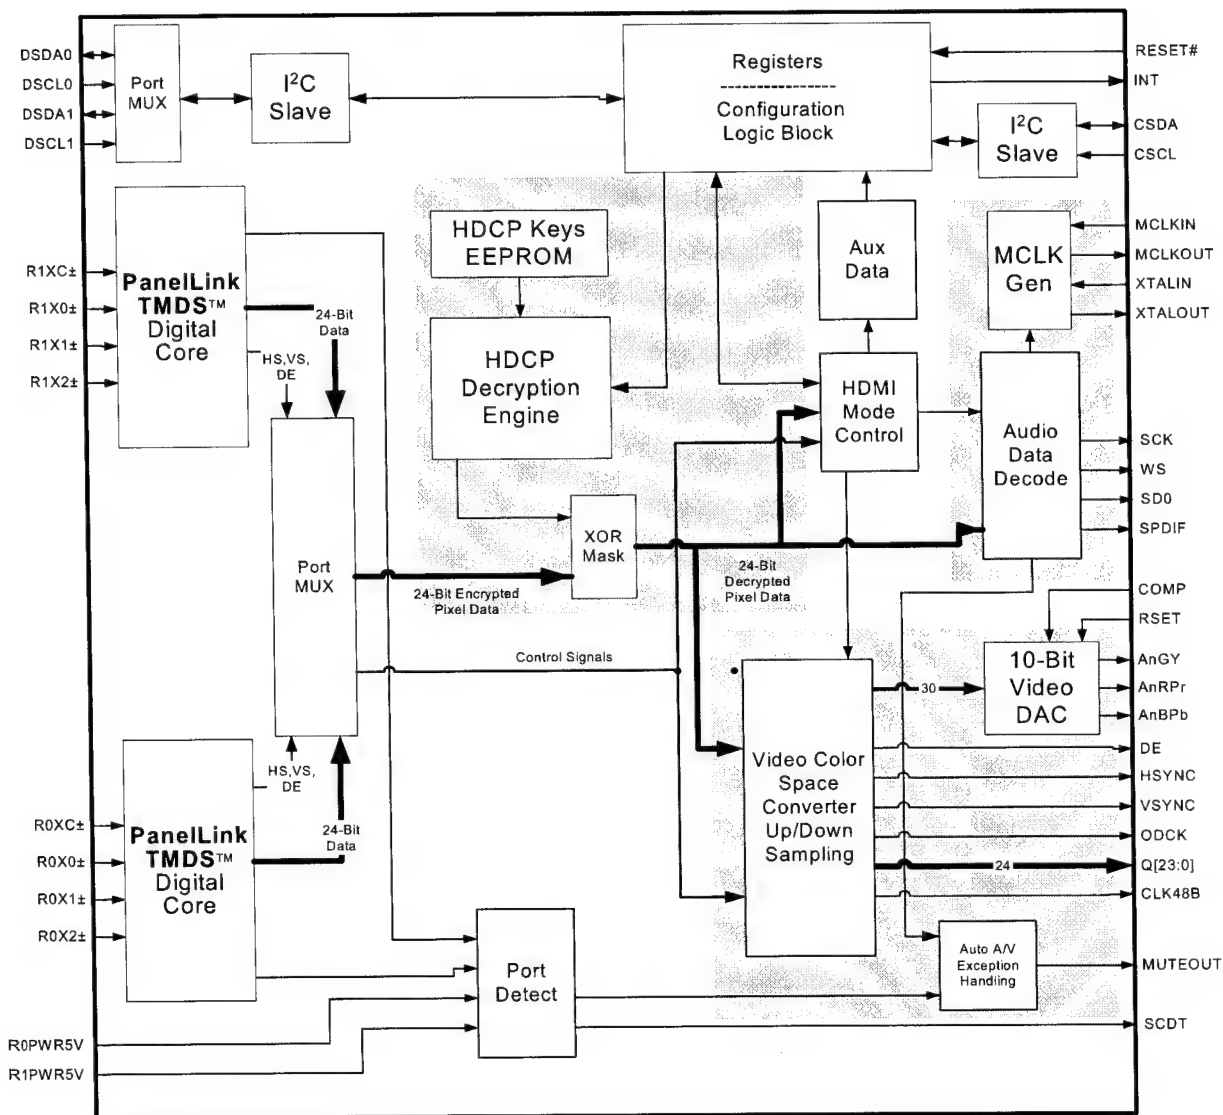 DSDA0
DSCL0
DSDA1
DSCL1
Port
MUX
I²C
Slave
Registers
Configuration
Logic Block
RESET#
INT
I²C
Slave
CSDA
CSCL
HDCP Keys
EEPROM
Aux
Data
MCLK
Gen
MCLKIN
MCLKOUT
XTALIN
XTALOUT
R1XC±
R1X0±
R1X1±
R1X2±
PanelLink
TMDS™
Digital
Core
24-Bit
Data
HS,VS,
DE
HDCP
Decryption
Engine
HDMI
Mode
Control
Audio
Data
Decode
SCK
WS
SD0
SPDIF
Port
MUX
XOR
Mask
24-Bit Encrypted
Pixel Data
24-Bit
Decrypted
Pixel Data
COMP
RSET
Control Signals
10-Bit
Video
DAC
30
AnGY
AnRPr
AnBPb
HS,VS,
DE
Video Color
Space
Converter
Up/Down
Sampling
DE
HSYNC
VSYNC
ODCK
24
Q[23:0]
CLK48B
R0XC±
R0X0±
R0X1±
R0X2±
PanelLink
TMDS™
Digital
Core
24-Bit
Data
Port
Detect
Auto A/V
Exception
Handling
MUTEOUT
SCDT
R0PWR5V
R1PWR5V